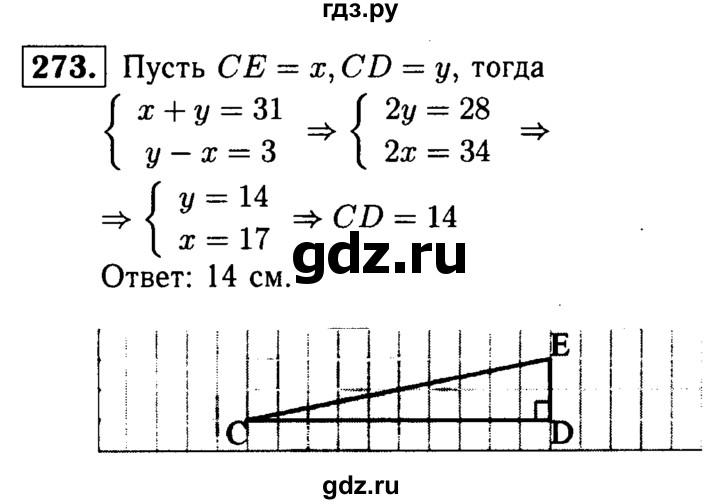 гдз.ру
273. Пусть CE = x, CD = y, тогда
{ x + y = 31 ⇒ { 2y = 28 ⇒
{ y − x = 3 { 2x = 34
⇒ { y = 14 ⇒ CD = 14
{ x = 17
gdz.ru
Ответ: 14 см.
E
C D
gdz.ru